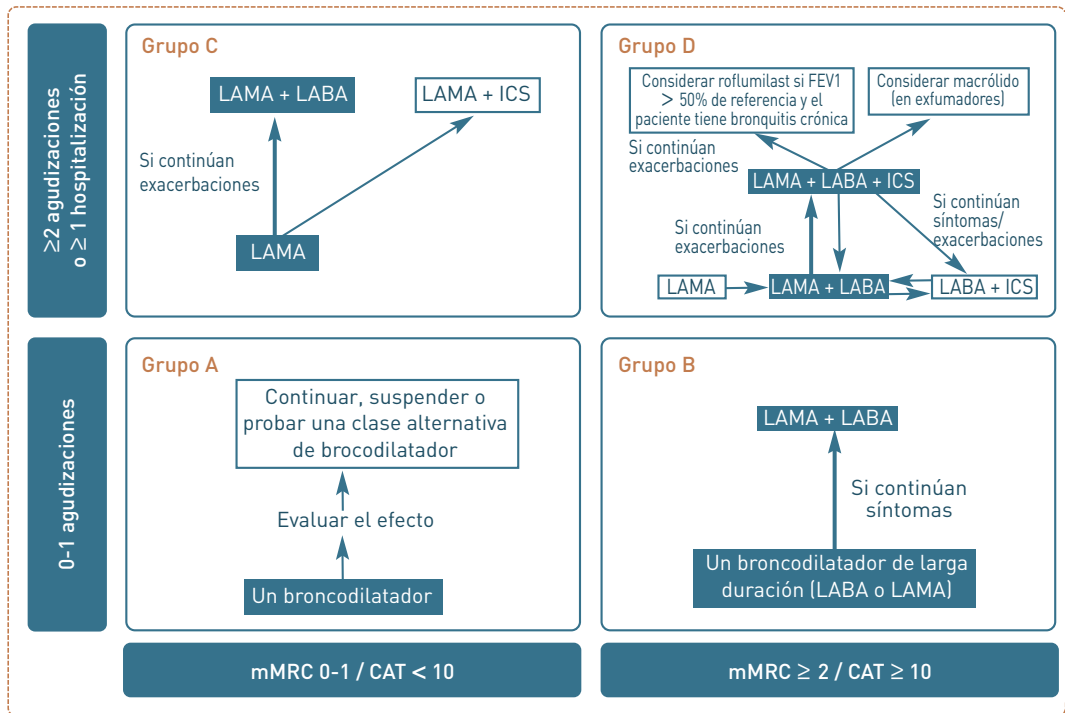 ≥2 agudizaciones
o ≥ 1 hospitalización
Grupo C
LAMA + LABA
LAMA + ICS
Si continúan
exacerbaciones
LAMA
Grupo D
Considerar roflumilast si FEV1
> 50% de referencia y el
paciente tiene bronquitis crónica
Considerar macrólido
(en exfumadores)
Si continúan
exacerbaciones
LAMA + LABA + ICS
Si continúan
exacerbaciones
Si continúan
síntomas/
exacerbaciones
LAMA
LAMA + LABA
LABA + ICS
0-1 agudizaciones
Grupo A
Continuar, suspender o
probar una clase alternativa
de brocodilatador
Evaluar el efecto
Un broncodilatador
Grupo B
LAMA + LABA
Si continúan
síntomas
Un broncodilatador de larga
duración (LABA o LAMA)
mMRC 0-1 / CAT < 10
mMRC ≥ 2 / CAT ≥ 10